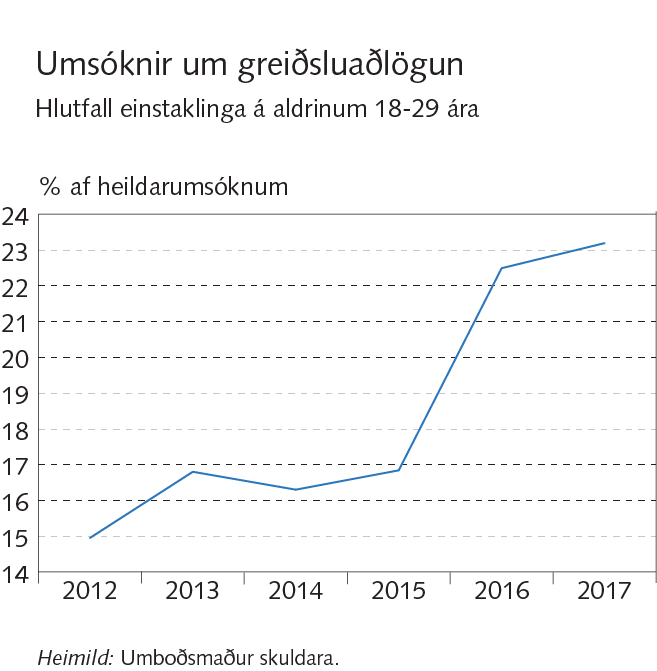 Umsóknir um greiðsluaðlögun
Hlutfall einstaklinga á aldrinum 18-29 ára
% af heildarumsóknum
24
23
22
21
20
19
18
17
16
15
14
2012 2013 2014 2015 2016 2017
Heimild: Umboðsmaður skuldara.